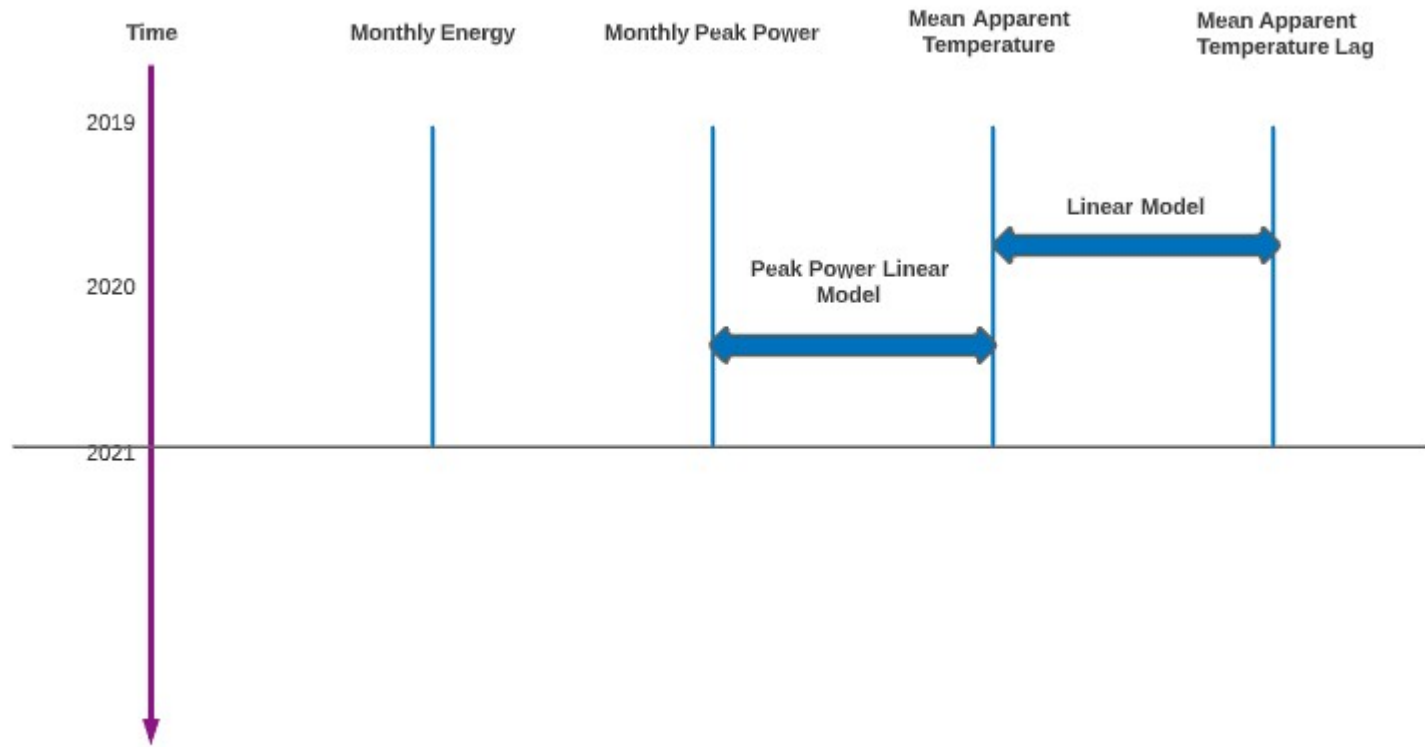 Time
Monthly Energy
Monthly Peak Power
Mean Apparent
Temperature
Mean Apparent
Temperature Lag
2019
Linear Model
Peak Power Linear
Model
2020
2021